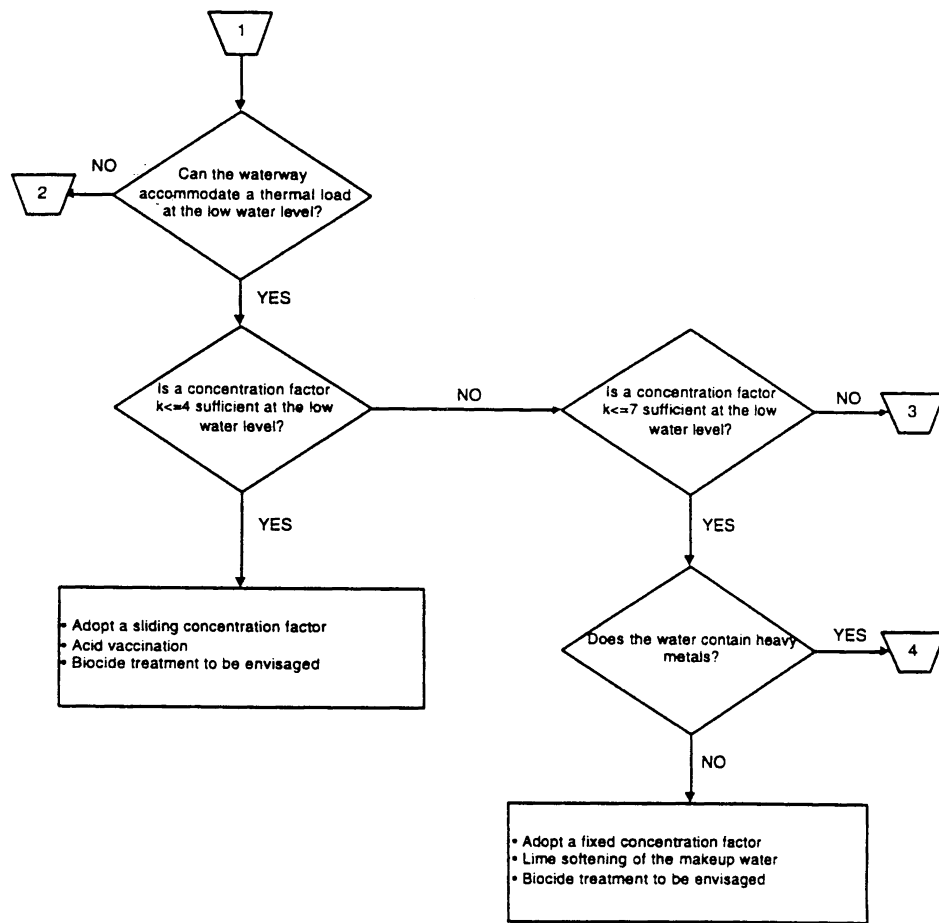 1
NO
2
Can the waterway
accommodate a thermal load
at the low water level?
YES
Is a concentration factor
k<=4 sufficient at the low
water level?
NO
Is a concentration factor
k<=7 sufficient at the low
water level?
NO
3
YES
• Adopt a sliding concentration factor
• Acid vaccination
• Biocide treatment to be envisaged
YES
Does the water contain heavy
metals?
YES
4
NO
• Adopt a fixed concentration factor
• Lime softening of the makeup water
• Biocide treatment to be envisaged